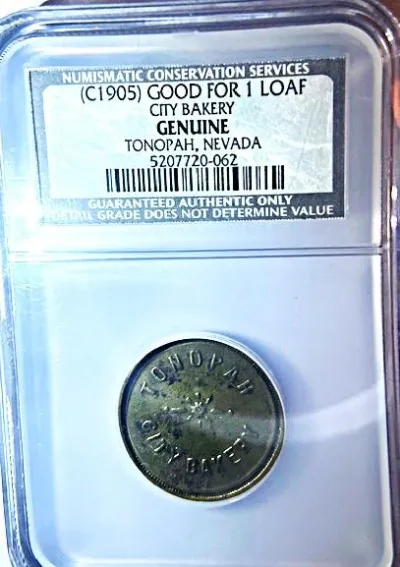 NUMISMATIC CONSERVATION SERVICES
(C1905) GOOD FOR 1 LOAF
CITY BAKERY
GENUINE
TONOPAH, NEVADA
5207720-062
GUARANTEED AUTHENTIC ONLY
DETAIL GRADE DOES NOT DETERMINE VALUE
TONOPAH
CITY BAKERY